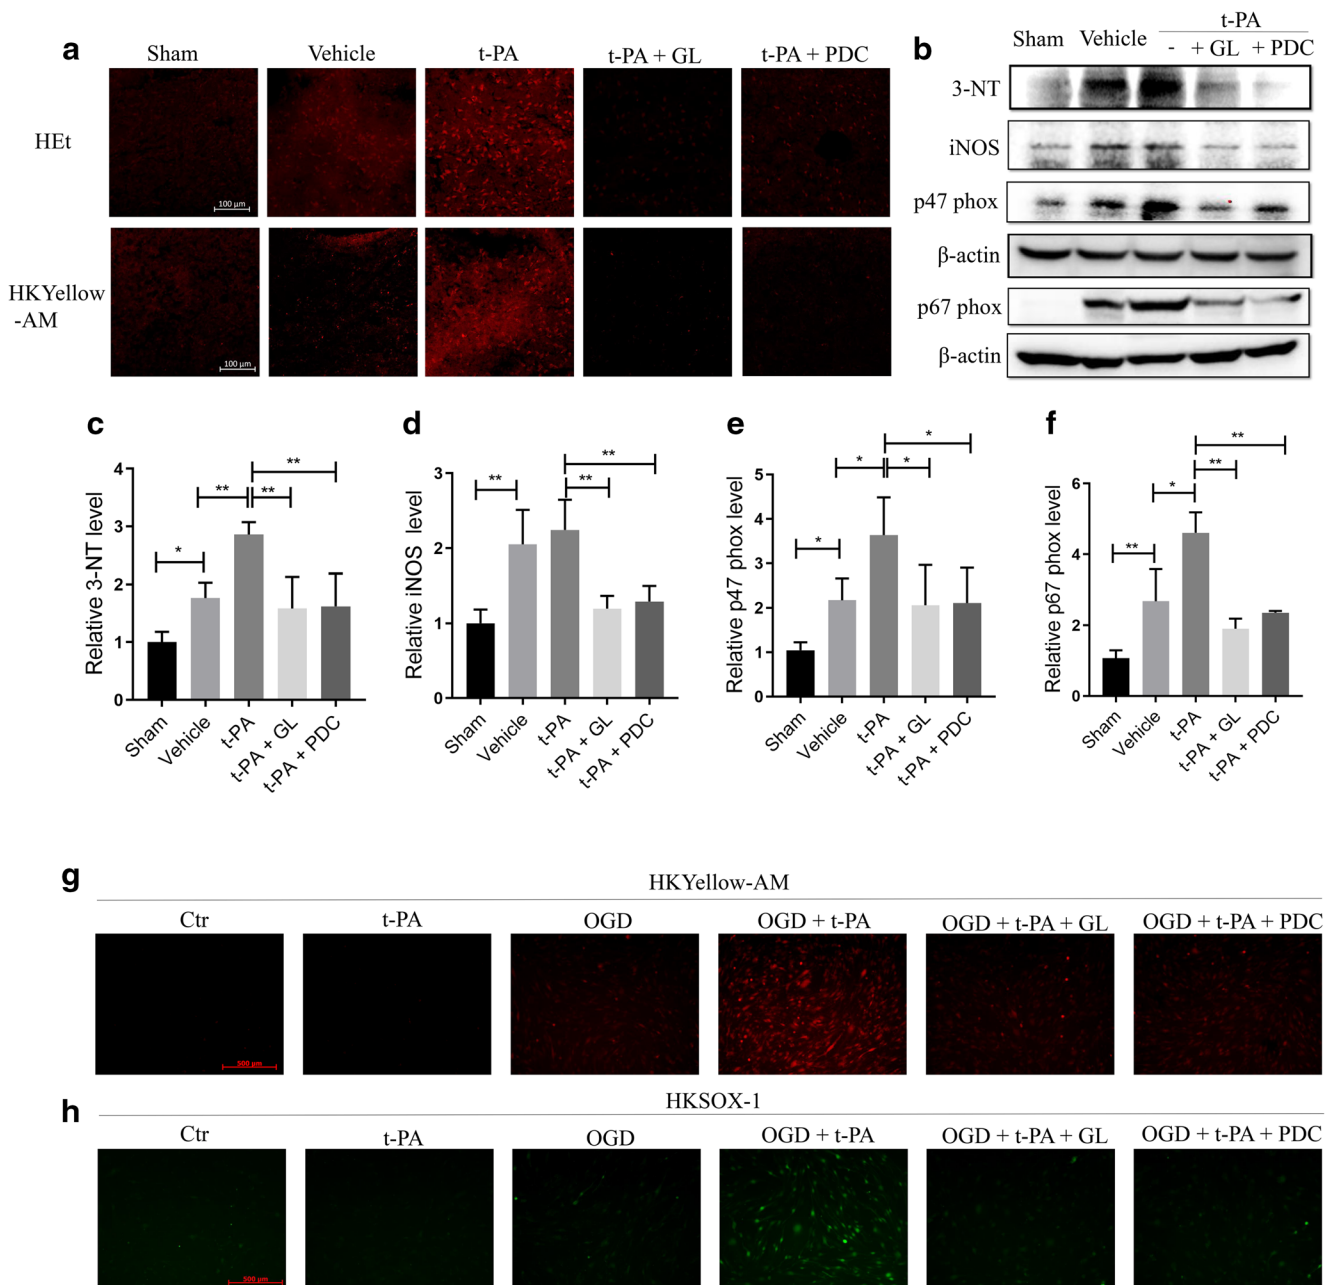 a
Sham
Vehicle
t-PA
t-PA + GL
t-PA + PDC
HEt
100 µm
HKYellow
-AM
100 µm
b
t-PA
Sham
Vehicle
-
+ GL
+ PDC
3-NT
iNOS
p47 phox
β-actin
p67 phox
β-actin
c
Relative 3-NT level
4
3
2
1
0
*
**
**
**
Sham
Vehicle
t-PA
t-PA + GL
t-PA + PDC
d
Relative iNOS level
3
2
1
0
**
**
**
Sham
Vehicle
t-PA
t-PA + GL
t-PA + PDC
e
Relative p47 phox level
5
4
3
2
1
0
*
*
*
*
Sham
Vehicle
t-PA
t-PA + GL
t-PA + PDC
f
Relative p67 phox level
6
4
2
0
**
*
**
**
Sham
Vehicle
t-PA
t-PA + GL
t-PA + PDC
g
HKYellow-AM
Ctr
t-PA
OGD
OGD + t-PA
OGD + t-PA + GL
OGD + t-PA + PDC
500 µm
h
HKSOX-1
Ctr
t-PA
OGD
OGD + t-PA
OGD + t-PA + GL
OGD + t-PA + PDC
500 µm